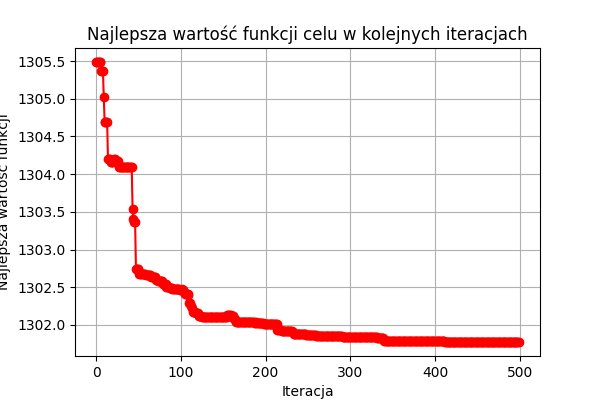 Najlepsza wartość funkcji celu w kolejnych iteracjach
Najlepsza wartość funkcji
1305.5
1305.0
1304.5
1304.0
1303.5
1303.0
1302.5
1302.0
0 100 200 300 400 500
Iteracja